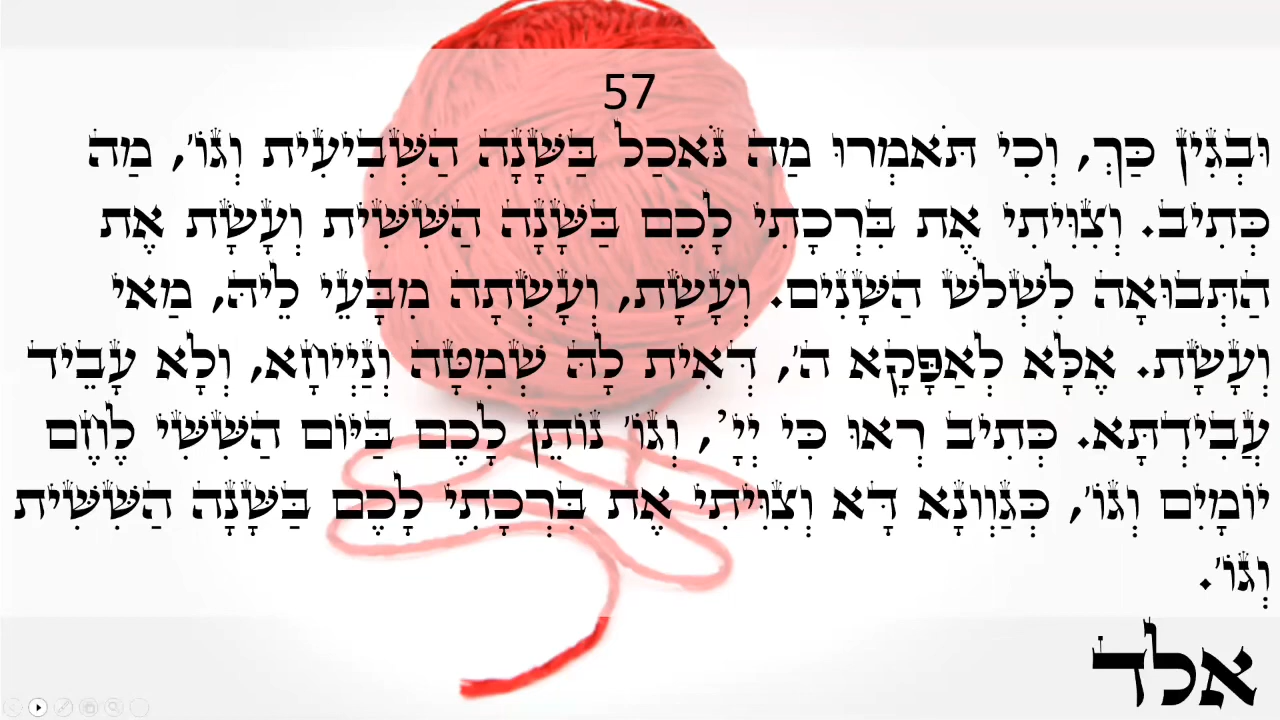 57
וּבְגִין כַּךְ, וְכִי תֹאמְרוּ מַה נֹּאכַל בַּשָּׁנָה הַשְּׁבִיעִית וְגוֹ', מַה
כְּתִיב. וְצִוִּיתִי אֶת בִּרְכָתִי לָכֶם בַּשָּׁנָה הַשִּׁשִּׁית וְעָשָׂת אֶת
הַתְּבוּאָה לִשְׁלֹשׁ הַשָּׁנִים. וְעָשָׂת, וְעָשְׂתָה מִבָּעֵי לֵיהּ, מַאי
וְעָשָׂת. אֶלָּא לְאַפָּקָא ה', דְּאִית לָהּ שְׁמִטָּה וְנַיְיחָא, וְלָא עָבֵיד
עֲבִידְתָּא. כְּתִיב רְאוּ כִּי יְיָ', וְגוֹ' נוֹתֵן לָכֶם בַּיּוֹם הַשִּׁשִּׁי לֶחֶם
יוֹמָיִם וְגוֹ', כְּגַוְונָא דָּא וְצִוִּיתִי אֶת בִּרְכָתִי לָכֶם בַּשָּׁנָה הַשִּׁשִּׁית
וְגוֹ'.
אלד